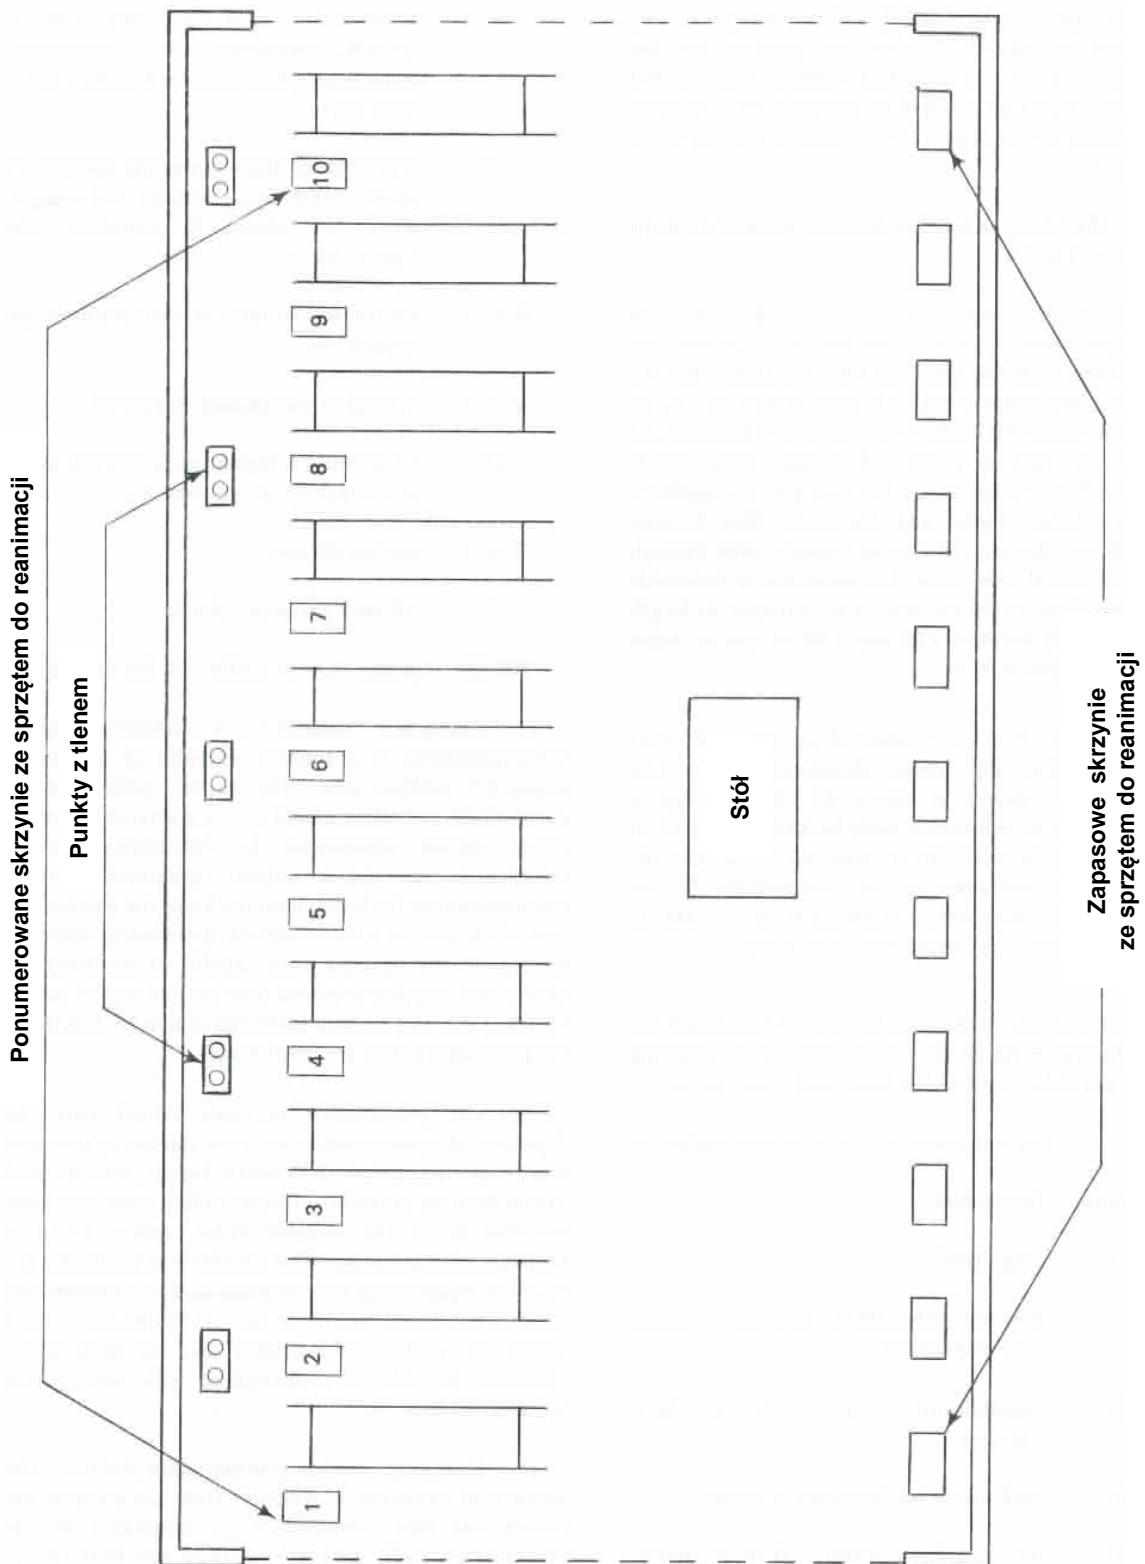 Ponumerowane skrzynie ze sprzętem do reanimacji
Punkty z tlenem
1
2
3
4
5
6
7
8
9
10
Stół
Zapasowe skrzynie
ze sprzętem do reanimacji